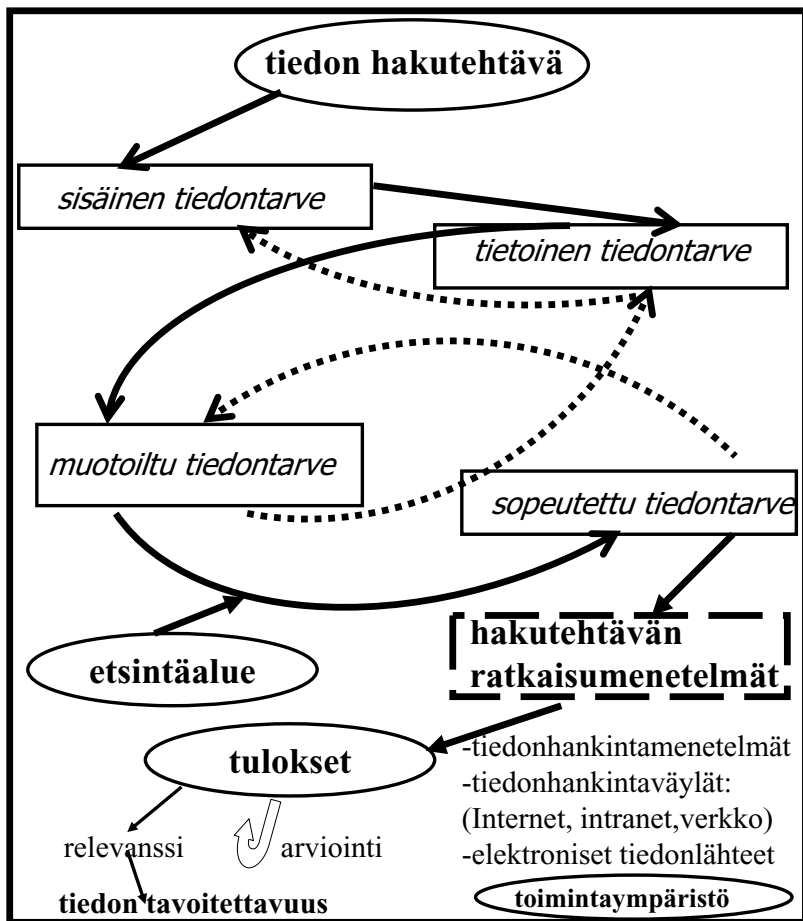 tiedon hakutehtävä
sisäinen tiedontarve
tietoinen tiedontarve
muotoiltu tiedontarve
sopeutettu tiedontarve
etsintäalue
hakutehtävän
ratkaisumenetelmät
tulokset
-tiedonhankintamenetelmät
-tiedonhankintaväylät:
(Internet, intranet,verkko)
-elektroniset tiedonlähteet
relevanssi
arviointi
tiedon tavoitettavuus
toimintaympäristö